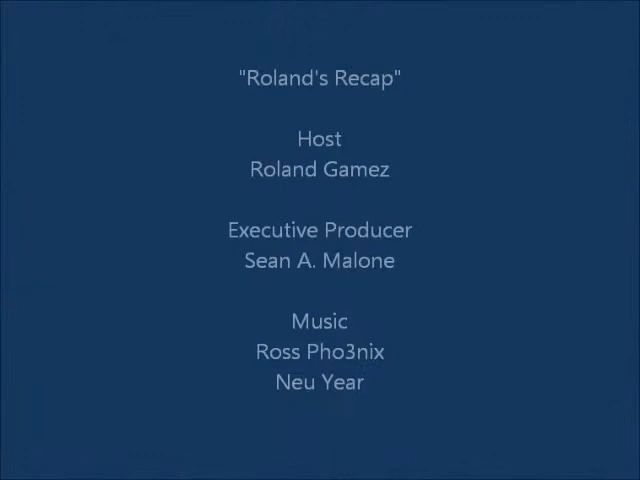 "Roland's Recap"
Host
Roland Gamez
Executive Producer
Sean A. Malone
Music
Ross Pho3nix
Neu Year